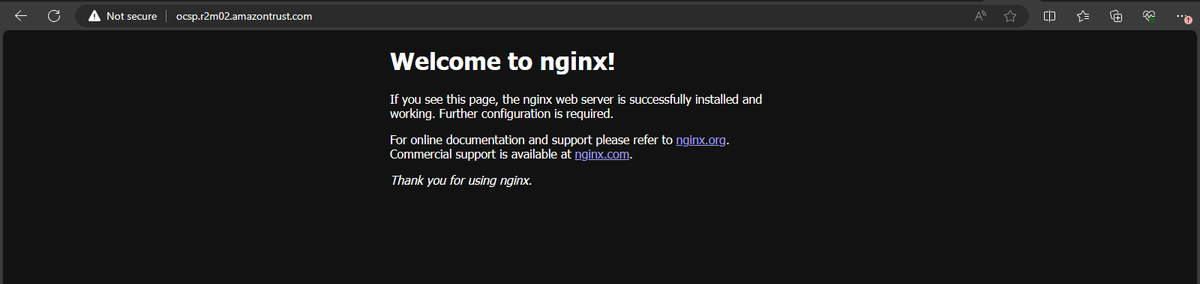 Not secure ocsp.r2m02.amazontrust.com
Welcome to nginx!
If you see this page, the nginx web server is successfully installed and
working. Further configuration is required.
For online documentation and support please refer to nginx.org.
Commercial support is available at nginx.com.
Thank you for using nginx.